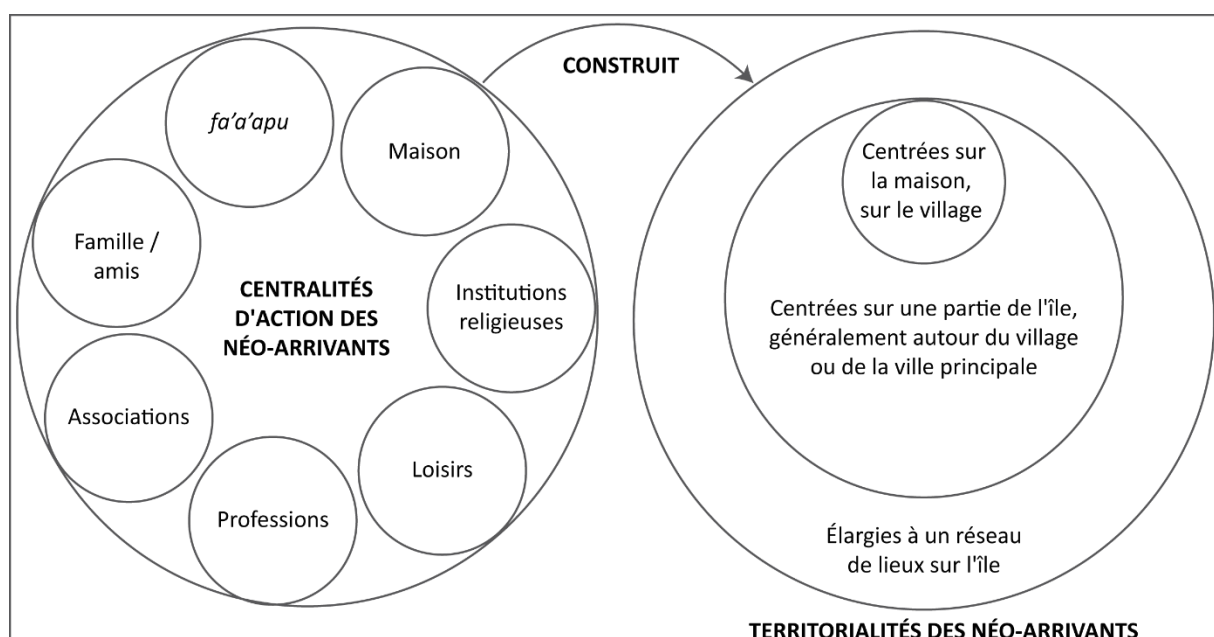 CONSTRUIT
fa'a'apu
Maison
Famille /
amis
CENTRALITÉS
D'ACTION DES
NÉO-ARRIVANTS
Institutions
religieuses
Associations
Loisirs
Professions
Centrées sur
la maison,
sur le village
Centrées sur une partie de l'île,
généralement autour du village
ou de la ville principale
Élargies à un réseau
de lieux sur l'île
TERRITORIALITÉS DES NÉO-ARRIVANTS